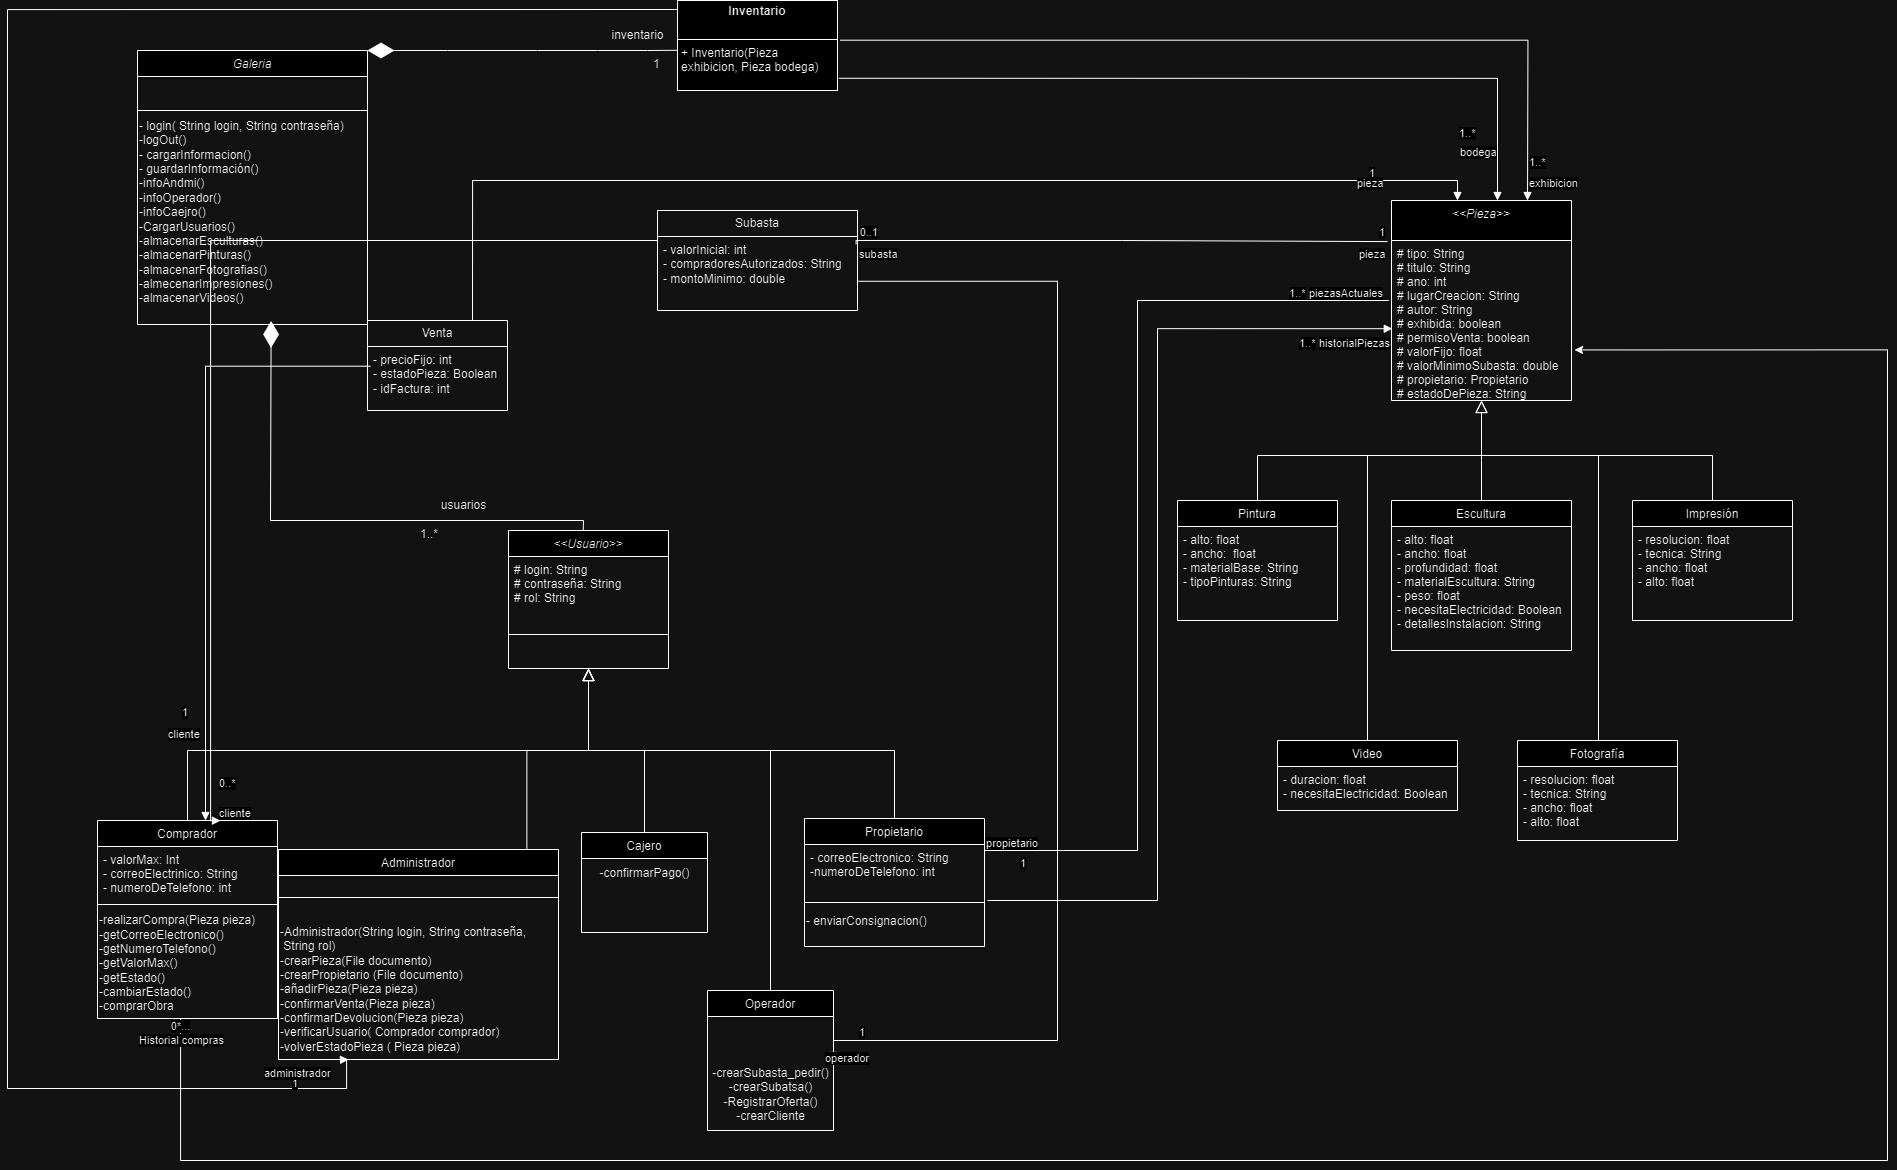 Inventario
+ Inventario(Pieza
exhibicion, Pieza bodega)
inventario
1
Galeria
- login( String login, String contraseña)
-logOut()
- cargarInformacion()
- guardarInformación()
-infoAndmi()
-infoOperador()
-infoCaejro()
-CargarUsuarios()
-almacenarEsculturas()
-almacenarPinturas()
-almacenarFotografias()
-almecenarImpresiones()
-almacenarVideos()
1..*
bodega
1..*
exhibicion
1
pieza
Subasta
- valorInicial: int
- compradoresAutorizados: String
- montoMinimo: double
0..1
subasta
1
pieza
<<Pieza>>
# tipo: String
# titulo: String
# ano: int
# lugarCreacion: String
# autor: String
# exhibida: boolean
# permisoVenta: boolean
# valorFijo: float
# valorMinimoSubasta: double
# propietario: Propietario
# estadoDePieza: String
1..* piezasActuales
1..* historialPiezas
Venta
- precioFijo: int
- estadoPieza: Boolean
- idFactura: int
usuarios
1..*
<<Usuario>>
# login: String
# contraseña: String
# rol: String
Pintura
- alto: float
- ancho:  float
- materialBase: String
- tipoPinturas: String
Escultura
- alto: float
- ancho: float
- profundidad: float
- materialEscultura: String
- peso: float
- necesitaElectricidad: Boolean
- detallesInstalacion: String
Impresión
- resolucion: float
- tecnica: String
- ancho: float
- alto: float
Video
- duracion: float
- necesitaElectricidad: Boolean
Fotografía
- resolucion: float
- tecnica: String
- ancho: float
- alto: float
1
cliente
0..*
cliente
Comprador
- valorMax: Int
- correoElectrinico: String
- numeroDeTelefono: int
-realizarCompra(Pieza pieza)
-getCorreoElectronico()
-getNumeroTelefono()
-getValorMax()
-getEstado()
-cambiarEstado()
-comprarObra
0*...
Historial compras
Administrador
-Administrador(String login, String contraseña,
String rol)
-crearPieza(File documento)
-crearPropietario (File documento)
-añadirPieza(Pieza pieza)
-confirmarVenta(Pieza pieza)
-confirmarDevolucion(Pieza pieza)
-verificarUsuario( Comprador comprador)
-volverEstadoPieza ( Pieza pieza)
administrador
1
Cajero
-confirmarPago()
Propietario
- correoElectronico: String
-numeroDeTelefono: int
- enviarConsignacion()
propietario
1
Operador
-crearSubasta_pedir()
-crearSubatsa()
-RegistrarOferta()
-crearCliente
1
operador